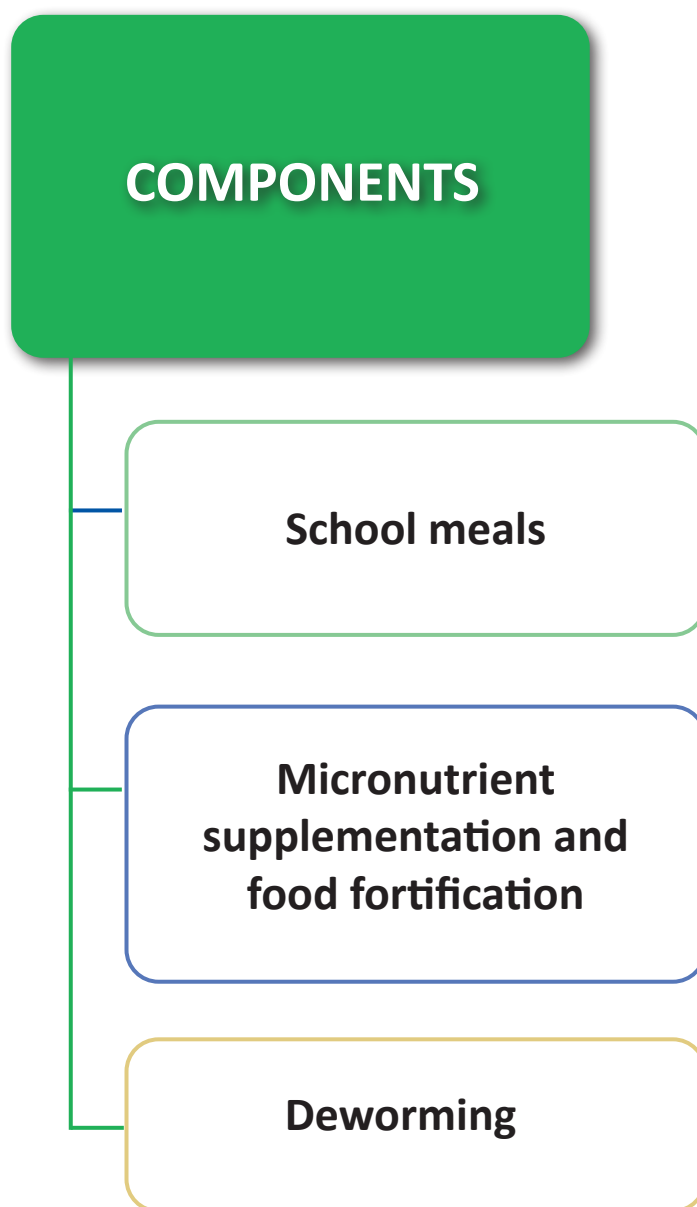 COMPONENTS
School meals
Micronutrient
supplementation and
food fortification
Deworming